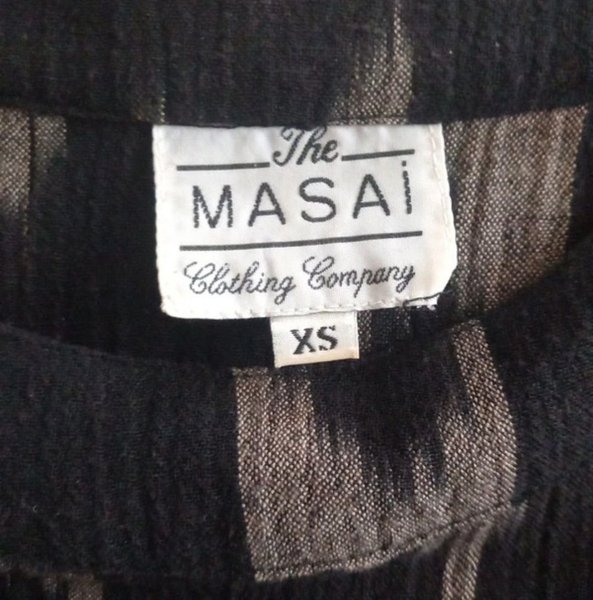 The
MASAi
Clothing Company
XS